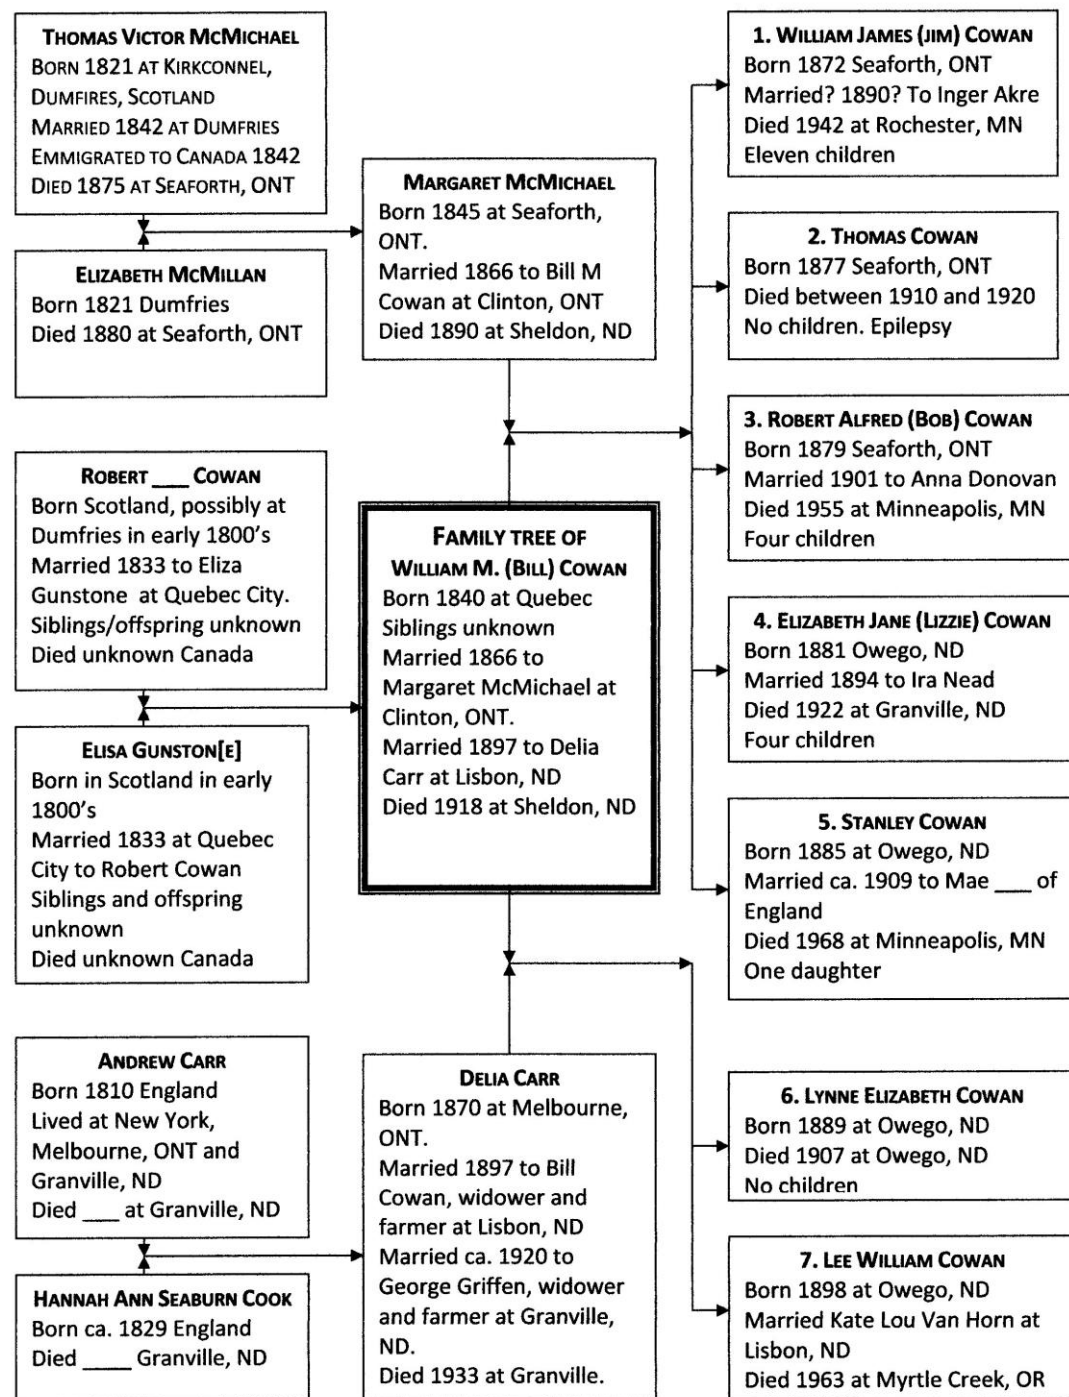 THOMAS VICTOR MCMICHAEL
BORN 1821 AT KIRKCONNEL,
DUMFIRES, SCOTLAND
MARRIED 1842 AT DUMFRIES
EMMIGRATED TO CANADA 1842
DIED 1875 AT SEAFORTH, ONT
ELIZABETH MCMILLAN
Born 1821 Dumfries
Died 1880 at Seaforth, ONT
ROBERT ___ COWAN
Born Scotland, possibly at
Dumfries in early 1800's
Married 1833 to Eliza
Gunstone at Quebec City.
Siblings/offspring unknown
Died unknown Canada
ELISA GUNSTON[E]
Born in Scotland in early
1800's
Married 1833 at Quebec
City to Robert Cowan
Siblings and offspring
unknown
Died unknown Canada
ANDREW CARR
Born 1810 England
Lived at New York,
Melbourne, ONT and
Granville, ND
Died ___ at Granville, ND
HANNAH ANN SEABURN COOK
Born ca. 1829 England
Died ____ Granville, ND
MARGARET MCMICHAEL
Born 1845 at Seaforth,
ONT.
Married 1866 to Bill M
Cowan at Clinton, ONT
Died 1890 at Sheldon, ND
FAMILY TREE OF
WILLIAM M. (BILL) COWAN
Born 1840 at Quebec
Siblings unknown
Married 1866 to
Margaret McMichael at
Clinton, ONT.
Married 1897 to Delia
Carr at Lisbon, ND
Died 1918 at Sheldon, ND
DELIA CARR
Born 1870 at Melbourne,
ONT.
Married 1897 to Bill
Cowan, widower and
farmer at Lisbon, ND
Married ca. 1920 to
George Griffen, widower
and farmer at Granville,
ND.
Died 1933 at Granville.
1. WILLIAM JAMES (JIM) COWAN
Born 1872 Seaforth, ONT
Married? 1890? To Inger Akre
Died 1942 at Rochester, MN
Eleven children
2. THOMAS COWAN
Born 1877 Seaforth, ONT
Died between 1910 and 1920
No children. Epilepsy
3. ROBERT ALFRED (BOB) COWAN
Born 1879 Seaforth, ONT
Married 1901 to Anna Donovan
Died 1955 at Minneapolis, MN
Four children
4. ELIZABETH JANE (LIZZIE) COWAN
Born 1881 Owego, ND
Married 1894 to Ira Nead
Died 1922 at Granville, ND
Four children
5. STANLEY COWAN
Born 1885 at Owego, ND
Married ca. 1909 to Mae ___ of
England
Died 1968 at Minneapolis, MN
One daughter
6. LYNNE ELIZABETH COWAN
Born 1889 at Owego, ND
Died 1907 at Owego, ND
No children
7. LEE WILLIAM COWAN
Born 1898 at Owego, ND
Married Kate Lou Van Horn at
Lisbon, ND
Died 1963 at Myrtle Creek, OR